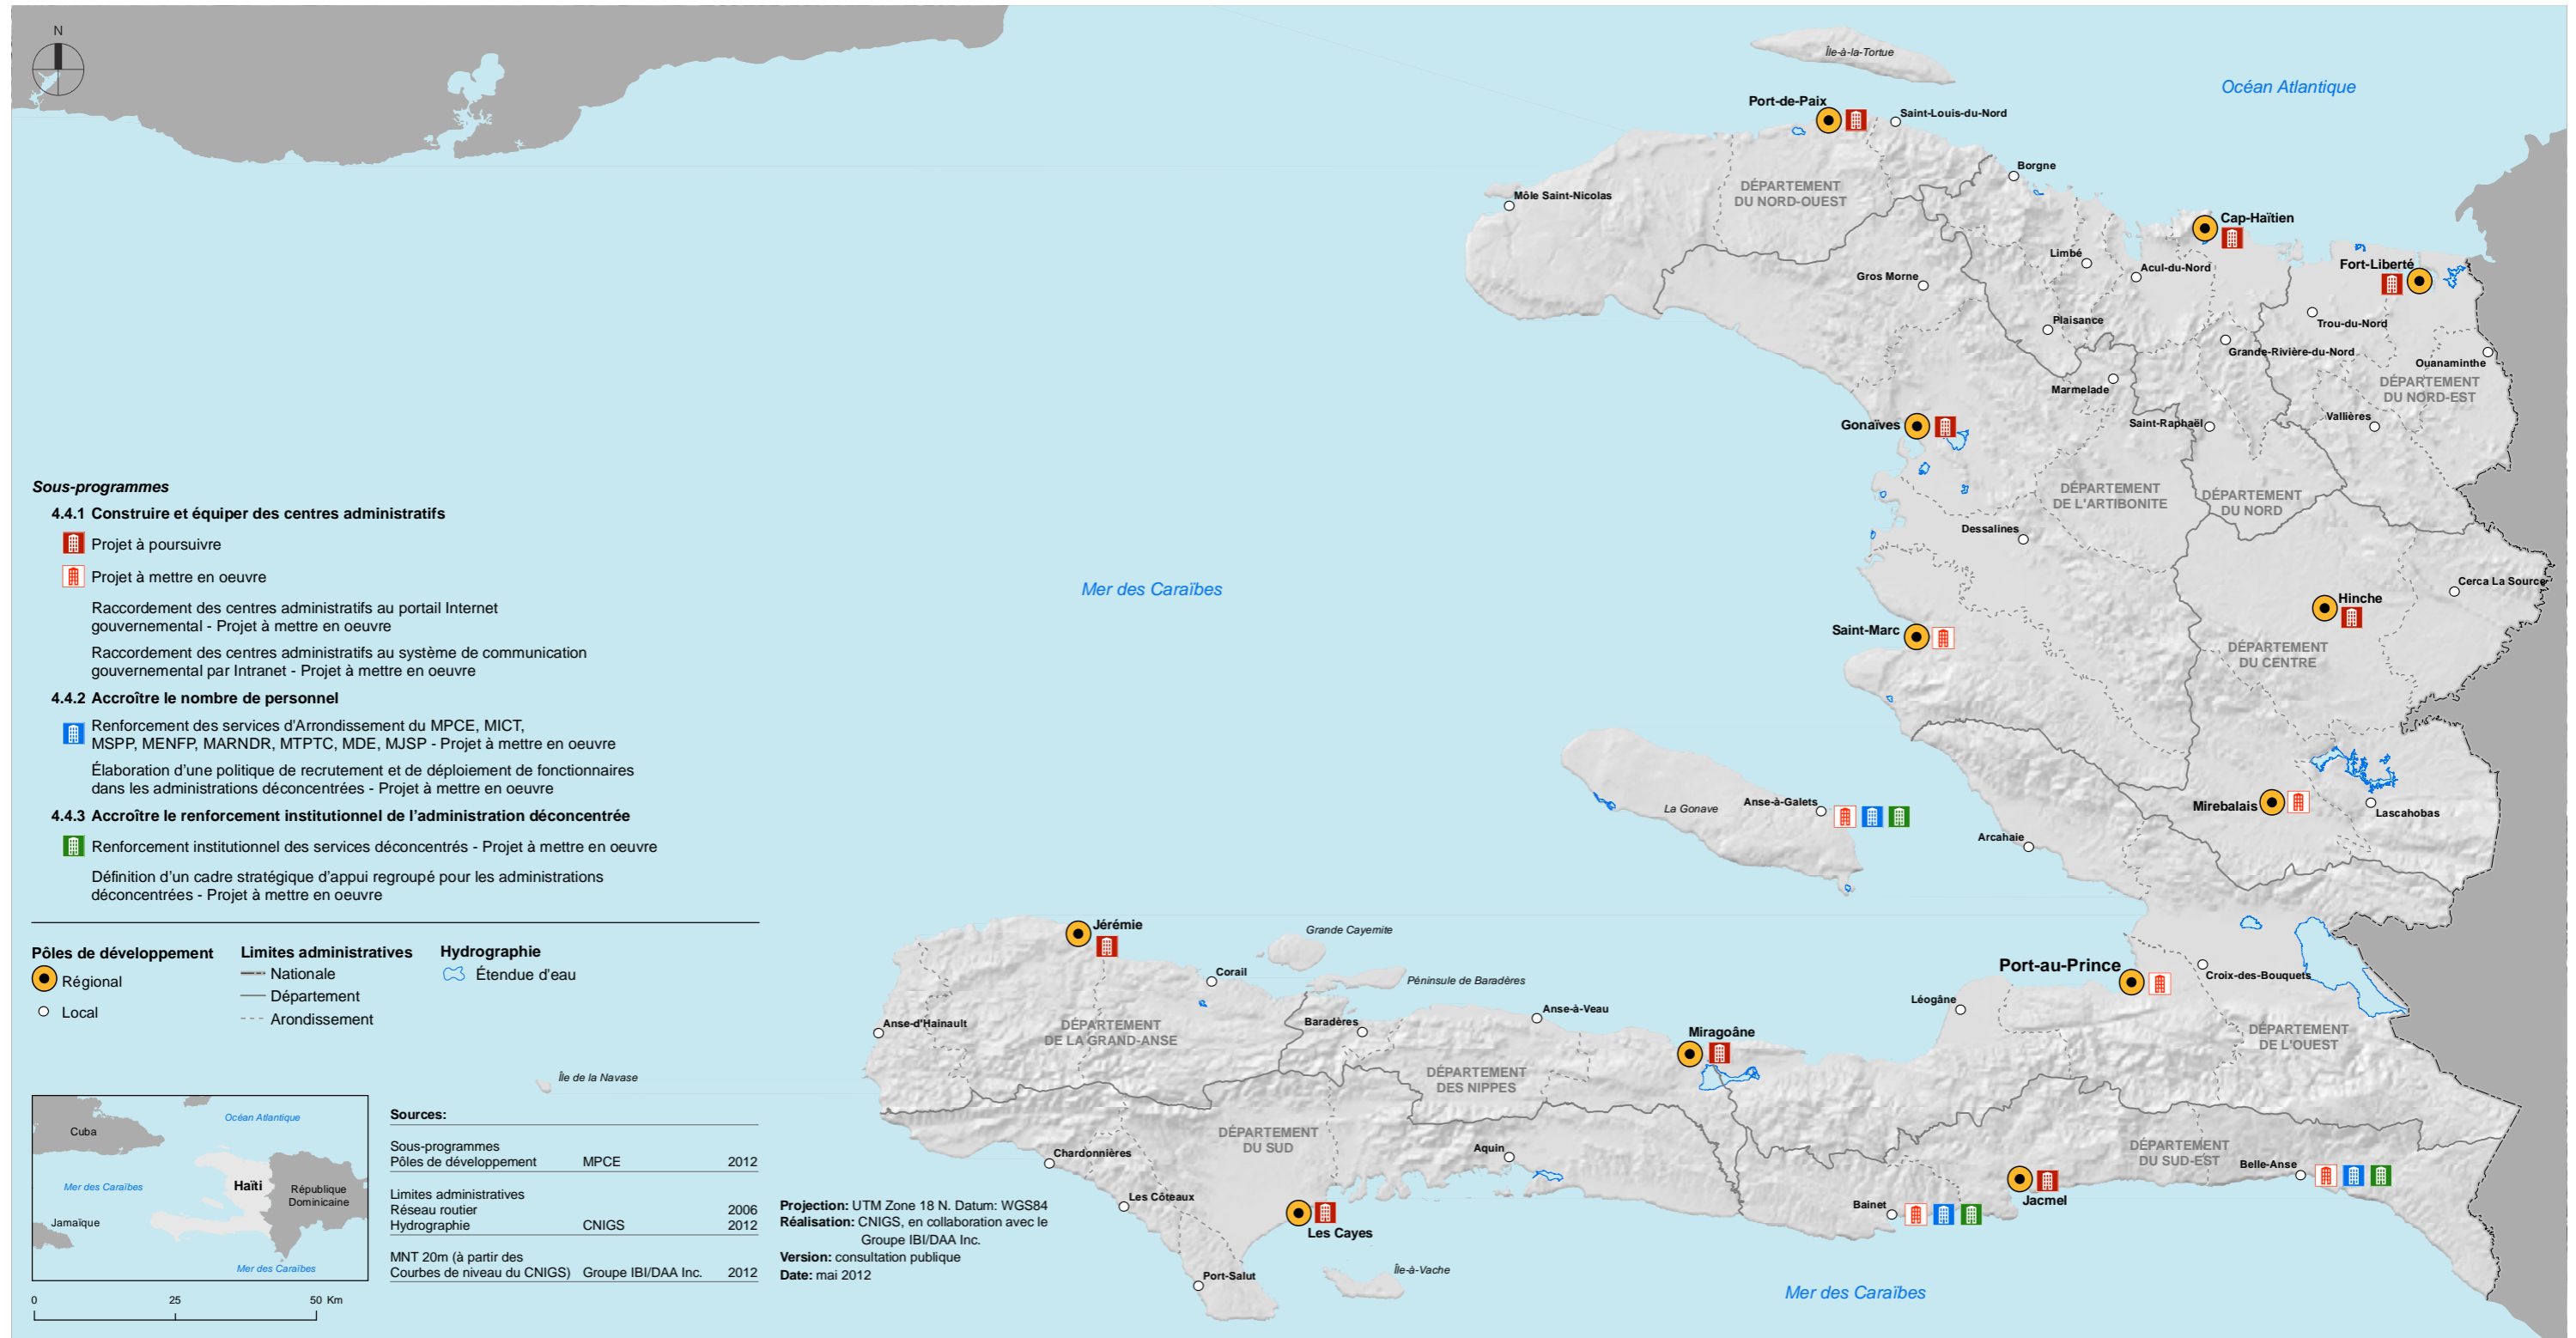 N
Île-à-la-Tortue
Océan Atlantique
Port-de-Paix
Saint-Louis-du-Nord
Borgne
Môle Saint-Nicolas
DÉPARTEMENT
DU NORD-OUEST
Cap-Haïtien
Limbé
Acul-du-Nord
Fort-Liberté
Gros Morne
Plaisance
Trou-du-Nord
Grande-Rivière-du-Nord
Ouanaminthe
Marmelade
DÉPARTEMENT
DU NORD-EST
Vallières
Gonaïves
Saint-Raphaël
DÉPARTEMENT
DE L'ARTIBONITE
DÉPARTEMENT
DU NORD
Dessalines
Mer des Caraïbes
Cerca La Source
Hinche
Saint-Marc
DÉPARTEMENT
DU CENTRE
La Gonave
Anse-à-Galets
Mirebalais
Lascahobas
Arcahaie
Sous-programmes
4.4.1 Construire et équiper des centres administratifs
Projet à poursuivre
Projet à mettre en oeuvre
Raccordement des centres administratifs au portail Internet
gouvernemental - Projet à mettre en oeuvre
Raccordement des centres administratifs au système de communication
gouvernemental par Intranet - Projet à mettre en oeuvre
4.4.2 Accroître le nombre de personnel
Renforcement des services d'Arrondissement du MPCE, MICT,
MSPP, MENFP, MARNDR, MTPTC, MDE, MJSP - Projet à mettre en oeuvre
Élaboration d'une politique de recrutement et de déploiement de fonctionnaires
dans les administrations déconcentrées - Projet à mettre en oeuvre
4.4.3 Accroître le renforcement institutionnel de l'administration déconcentrée
Renforcement institutionnel des services déconcentrés - Projet à mettre en oeuvre
Définition d'un cadre stratégique d'appui regroupé pour les administrations
déconcentrées - Projet à mettre en oeuvre
Pôles de développement
Régional
Local
Limites administratives
Nationale
Département
Arondissement
Hydrographie
Étendue d'eau
Jérémie
Grande Cayemite
Corail
Péninsule de Baradères
Anse-d'Hainault
DÉPARTEMENT
DE LA GRAND-ANSE
Baradères
Anse-à-Veau
Miragoâne
Léogâne
Port-au-Prince
Croix-des-Bouquets
DÉPARTEMENT
DE L'OUEST
DÉPARTEMENT
DES NIPPES
Île de la Navase
DÉPARTEMENT
DU SUD
Chardonnières
Aquin
Les Côteaux
Les Cayes
Port-Salut
Île-à-Vache
DÉPARTEMENT
DU SUD-EST
Belle-Anse
Bainet
Jacmel
Mer des Caraïbes
Océan Atlantique
Cuba
Mer des Caraïbes
Haïti
République
Dominicaine
Jamaïque
Mer des Caraïbes
0 25 50 Km
Sources:
Sous-programmes
Pôles de développement MPCE 2012
Limites administratives
Réseau routier 2006
Hydrographie CNIGS 2012
MNT 20m (à partir des
Courbes de niveau du CNIGS) Groupe IBI/DAA Inc. 2012
Projection: UTM Zone 18 N. Datum: WGS84
Réalisation: CNIGS, en collaboration avec le
Groupe IBI/DAA Inc.
Version: consultation publique
Date: mai 2012